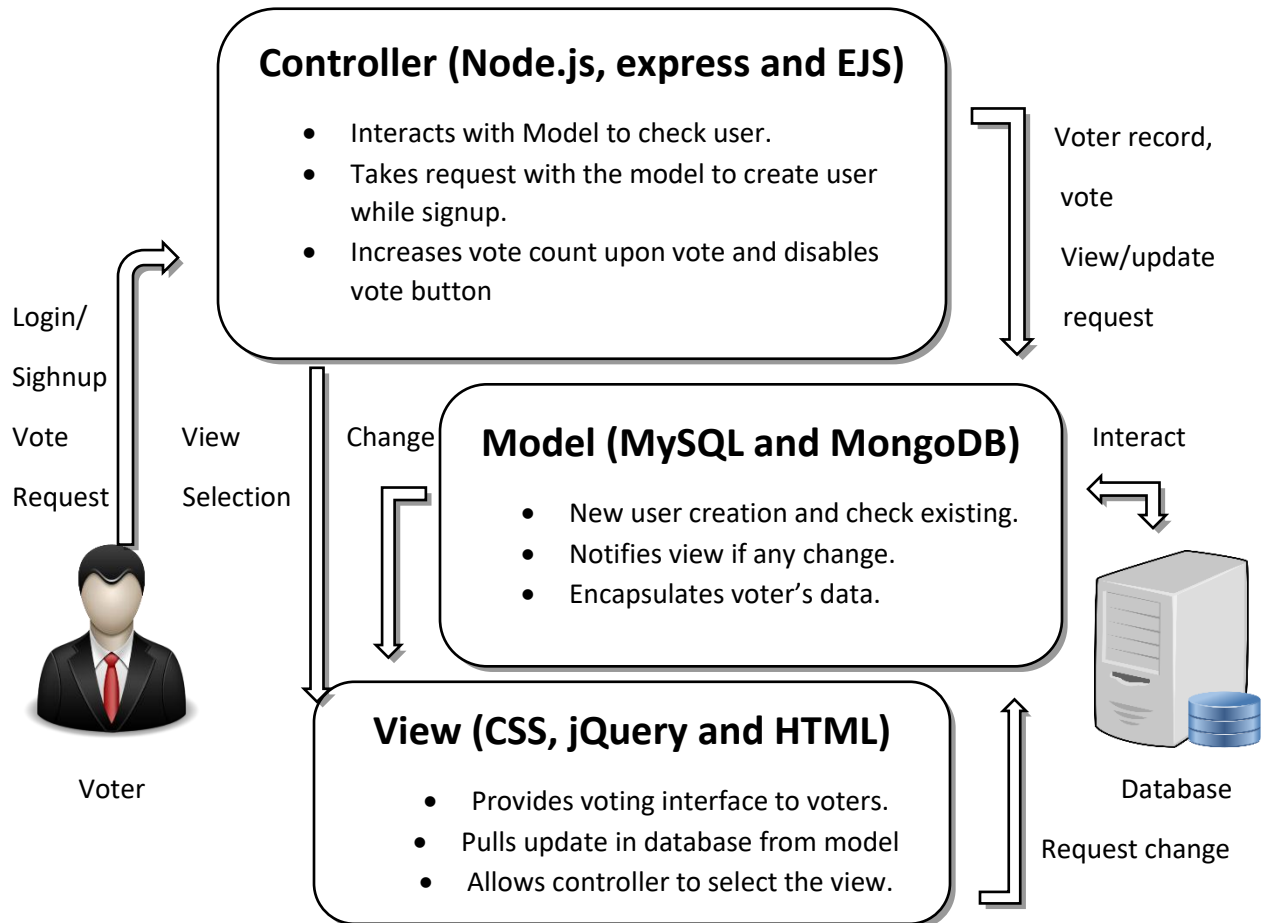 Controller (Node.js, express and EJS)
• Interacts with Model to check user.
• Takes request with the model to create user
while signup.
• Increases vote count upon vote and disables
vote button
Voter record,
vote
View/update
request
Login/
Sighnup
Vote
Request
View
Selection
Change
Model (MySQL and MongoDB)
• New user creation and check existing.
• Notifies view if any change.
• Encapsulates voter’s data.
Interact
View (CSS, jQuery and HTML)
• Provides voting interface to voters.
• Pulls update in database from model
• Allows controller to select the view.
Voter
Database
Request change